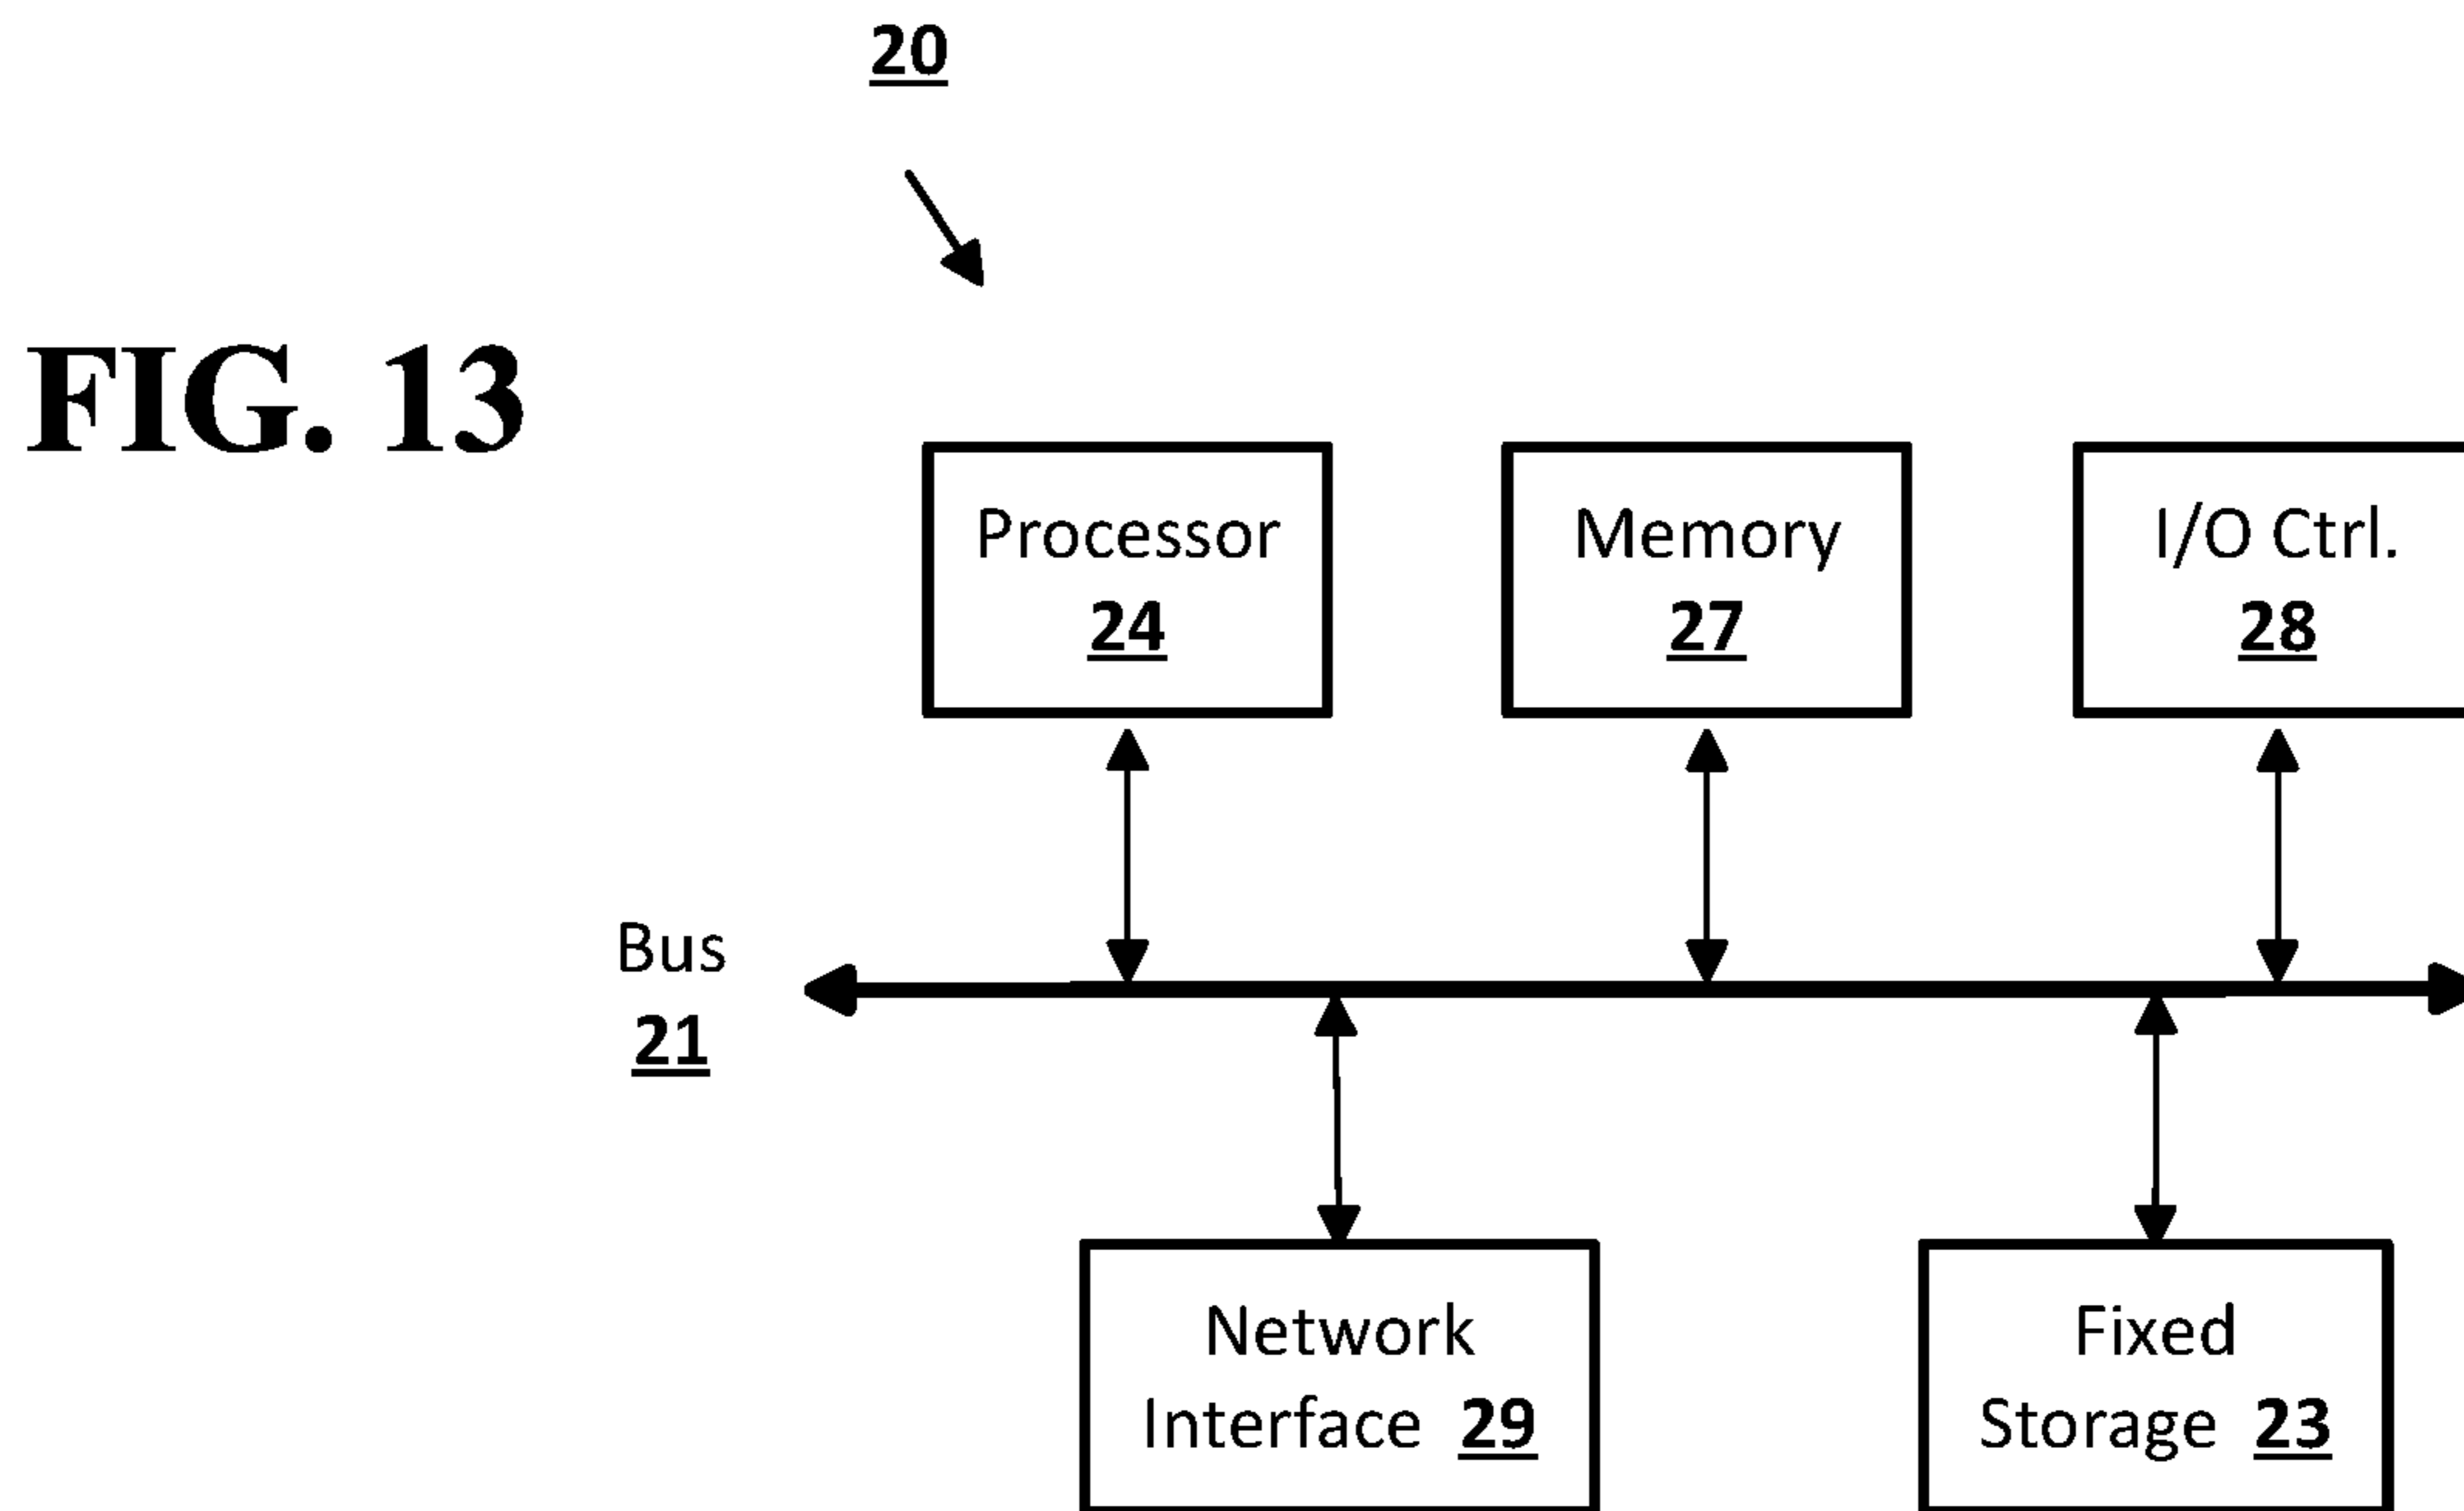 20
FIG. 13
Processor
24
Memory
27
I/O Ctrl.
28
Bus
21
Network
Interface 29
Fixed
Storage 23